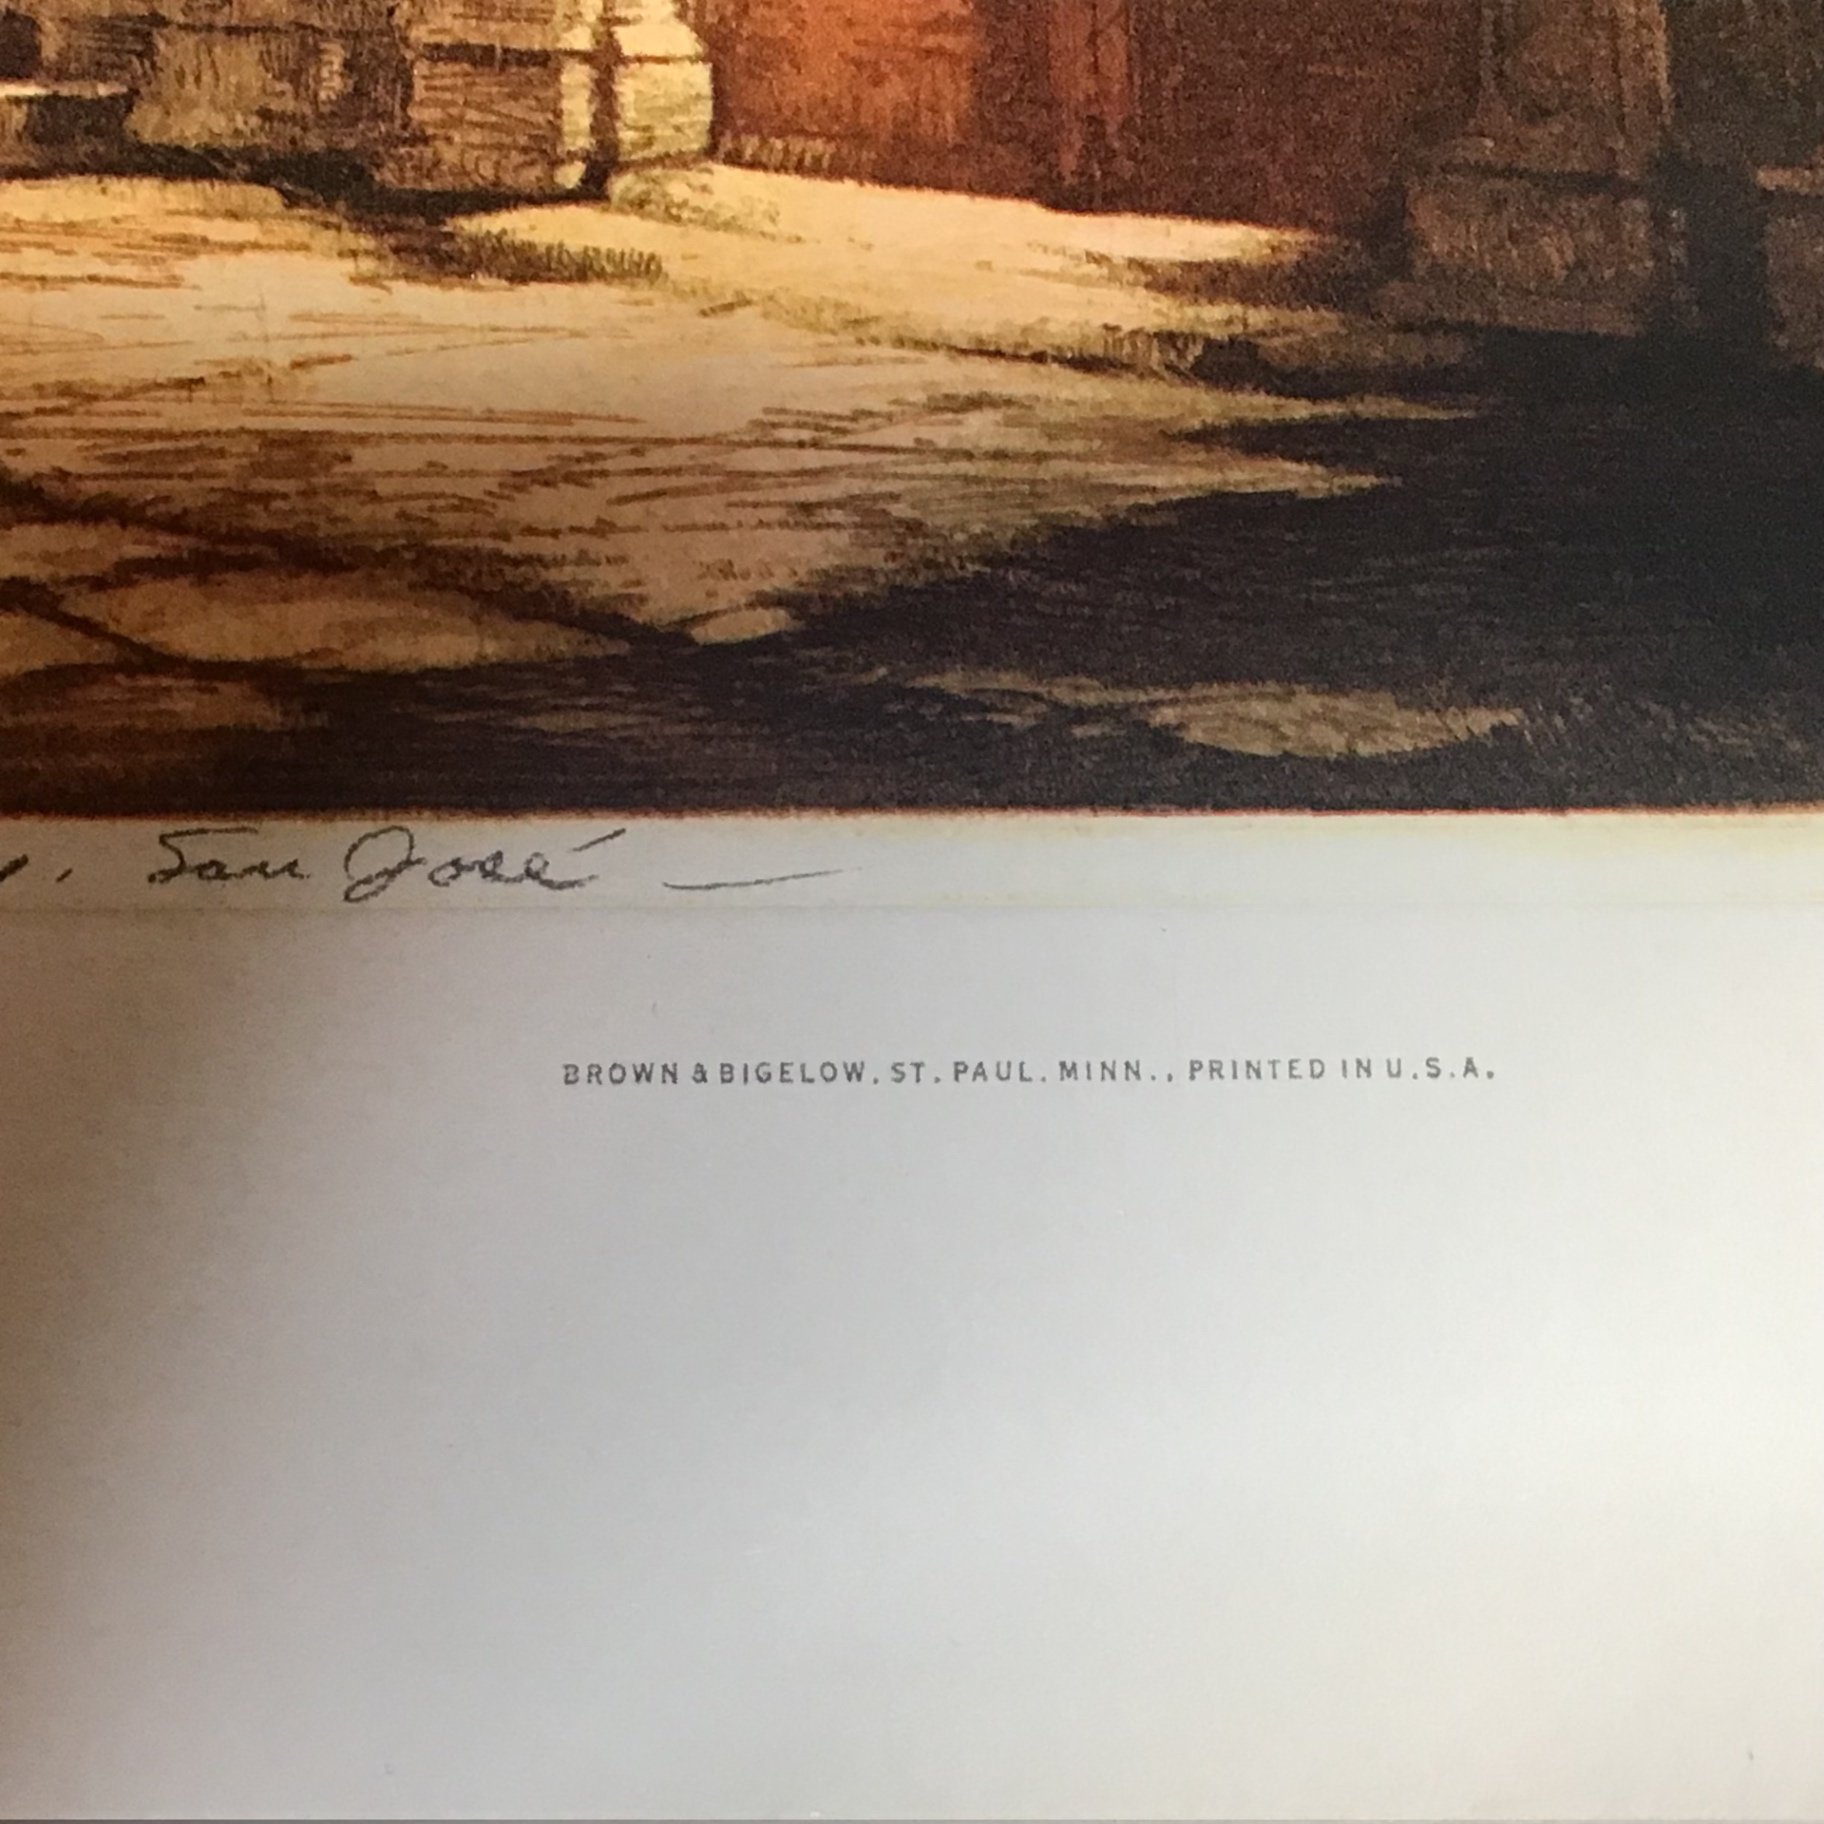 San José —
BROWN & BIGELOW, ST. PAUL, MINN., PRINTED IN U.S.A.